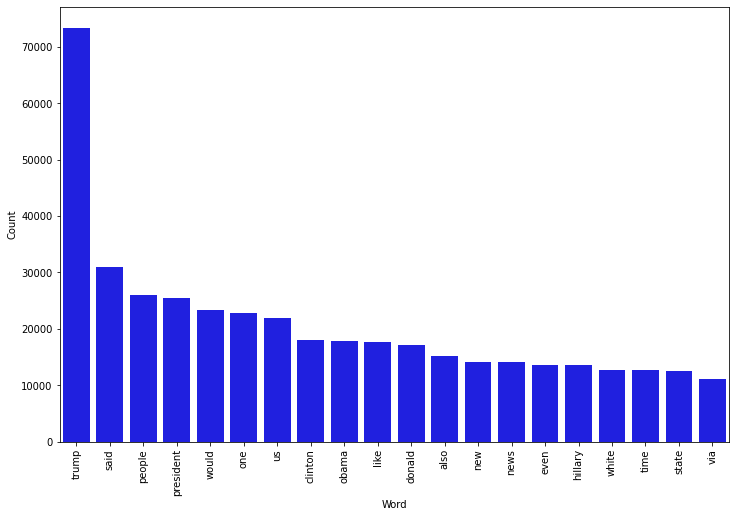 70000
60000
50000
40000
30000
20000
10000
0
Count
trump
said
people
president
would
one
us
clinton
obama
like
donald
also
new
news
even
hillary
white
time
state
via
Word